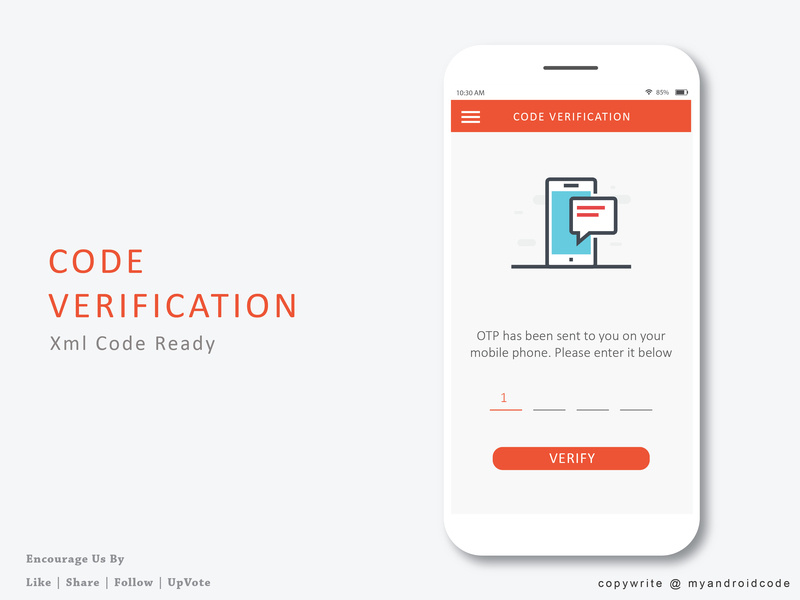 CODE
VERIFICATION
Xml Code Ready
10:30 AM
85%
CODE VERIFICATION
OTP has been sent to you on your
mobile phone. Please enter it below
1
VERIFY
Encourage Us By
Like | Share | Follow | UpVote
copywrite @ myandroidcode